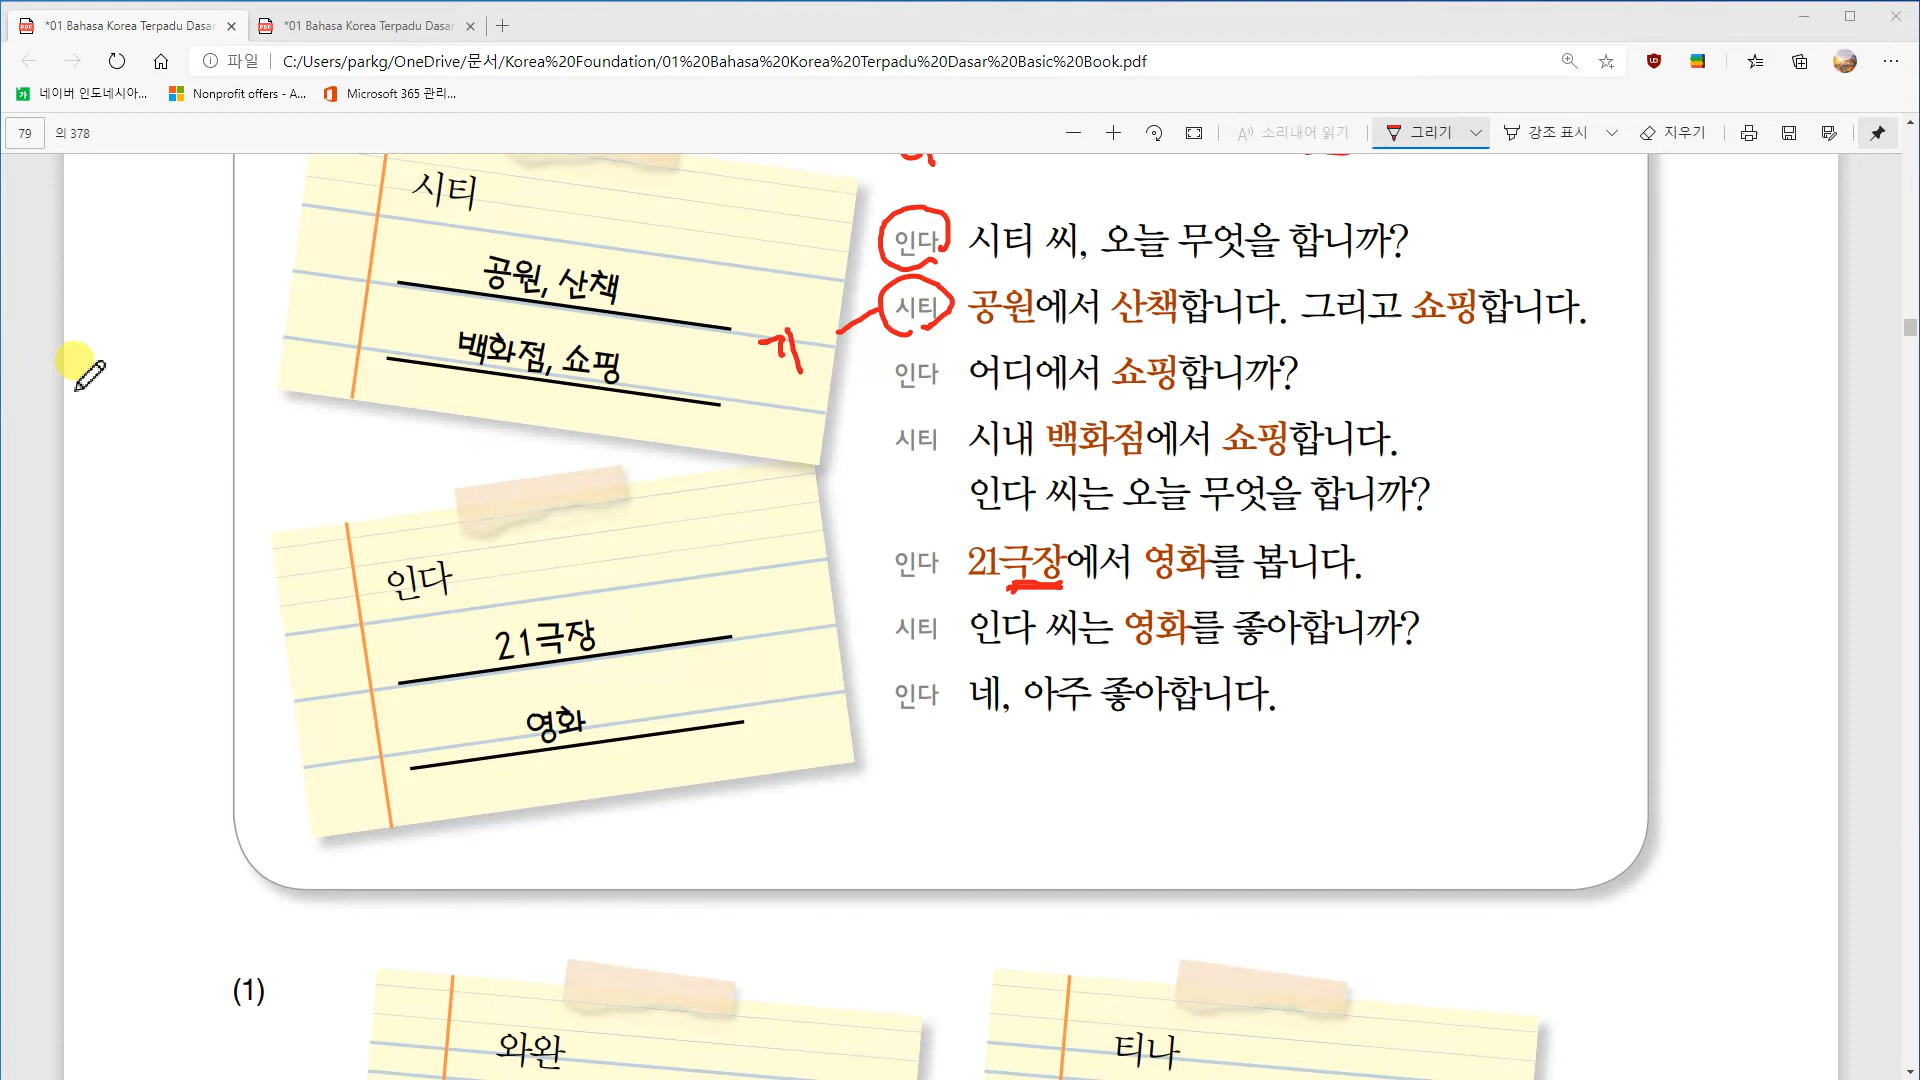 *01 Bahasa Korea Terpadu Dasar
*01 Bahasa Korea Terpadu Dasar
파일
C:/Users/parkg/OneDrive/문서/Korea%20Foundation/01%20Bahasa%20Korea%20Terpadu%20Dasar%20Basic%20Book.pdf
네이버 인도네시아...
Nonprofit offers - A...
Microsoft 365 관리...
79 의 378
소리내어 읽기
그리기
강조 표시
지우기
시티
공원, 산책
백화점, 쇼핑
인다
21극장
영화
인다 시티 씨, 오늘 무엇을 합니까?
시티 공원에서 산책합니다. 그리고 쇼핑합니다.
인다 어디에서 쇼핑합니까?
시티 시내 백화점에서 쇼핑합니다.
인다 씨는 오늘 무엇을 합니까?
인다 21극장에서 영화를 봅니다.
시티 인다 씨는 영화를 좋아합니까?
인다 네, 아주 좋아합니다.
(1)
와완
티나